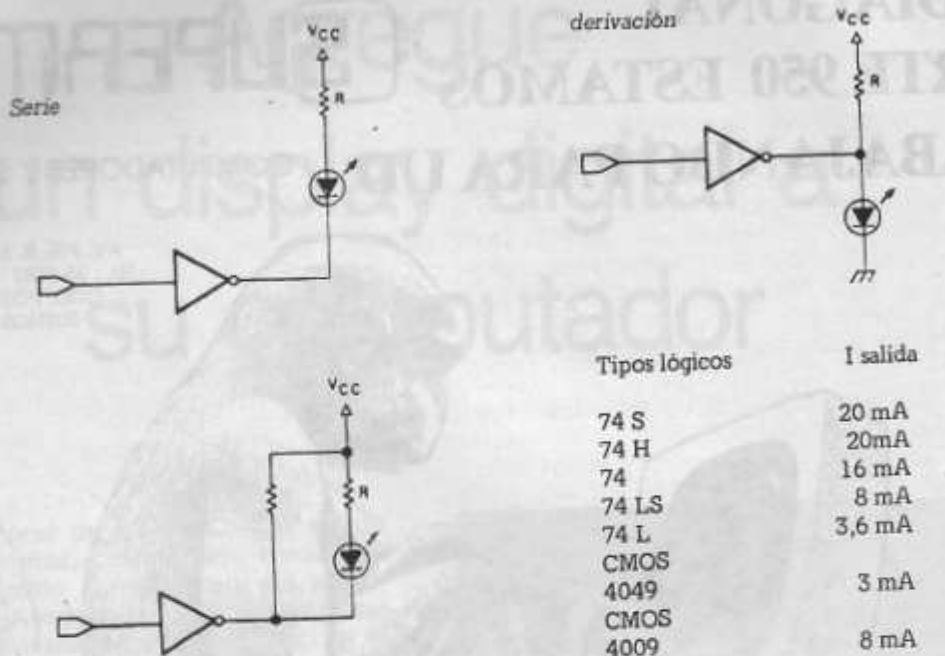 Serie
Vcc
R
derivación
Vcc
R
Vcc
R
Tipos lógicos I salida
74 S 20 mA
74 H 20mA
74 16 mA
74 LS 8 mA
74 L 3,6 mA
CMOS
4049 3 mA
CMOS
4009 8 mA